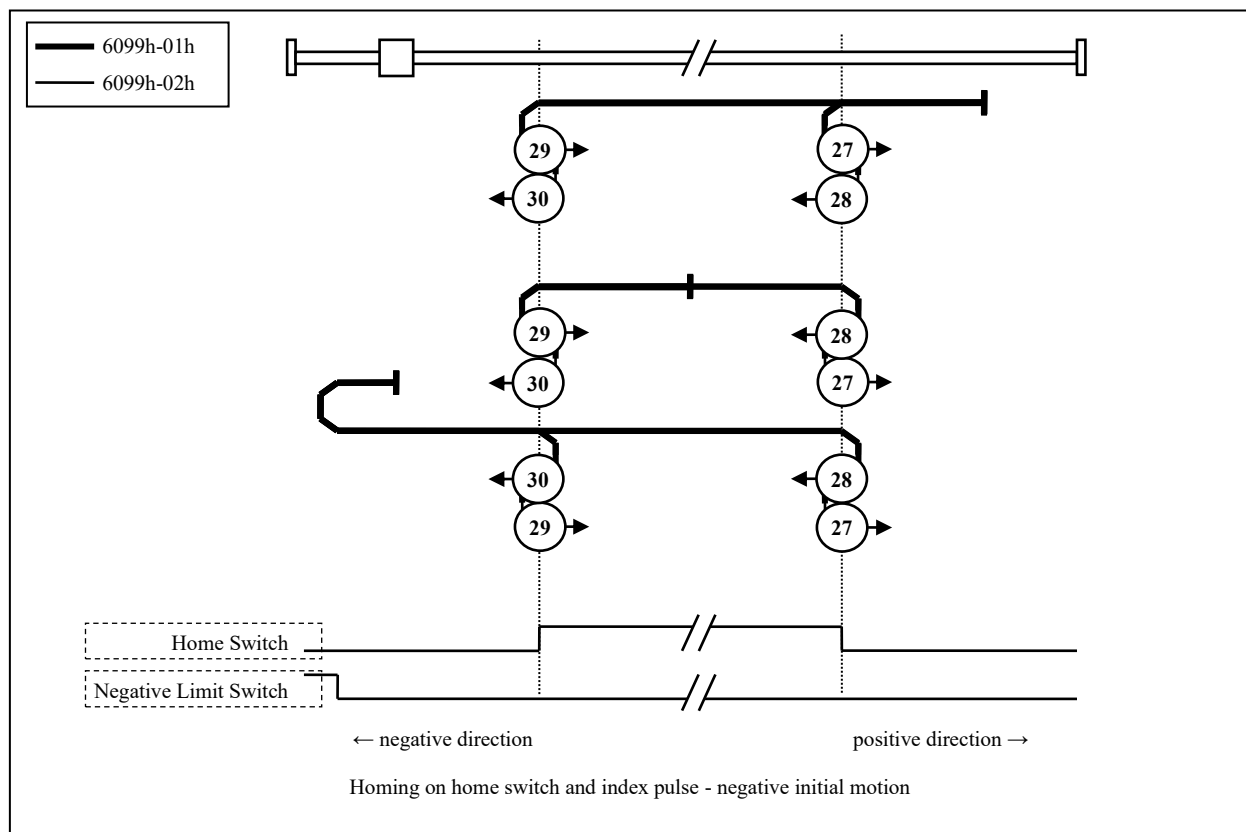 6099h-01h
6099h-02h
29
27
30
28
29
28
30
27
30
28
29
27
Home Switch
Negative Limit Switch
← negative direction
positive direction →
Homing on home switch and index pulse - negative initial motion